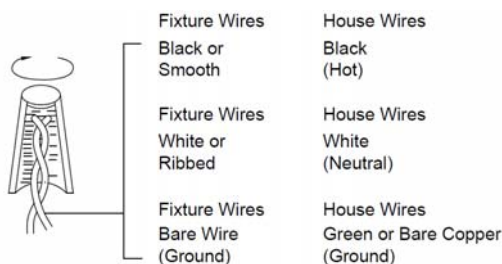 Fixture Wires House Wires
Black or Black
Smooth (Hot)
Fixture Wires House Wires
White or White
Ribbed (Neutral)
Fixture Wires House Wires
Bare Wire Green or Bare Copper
(Ground) (Ground)